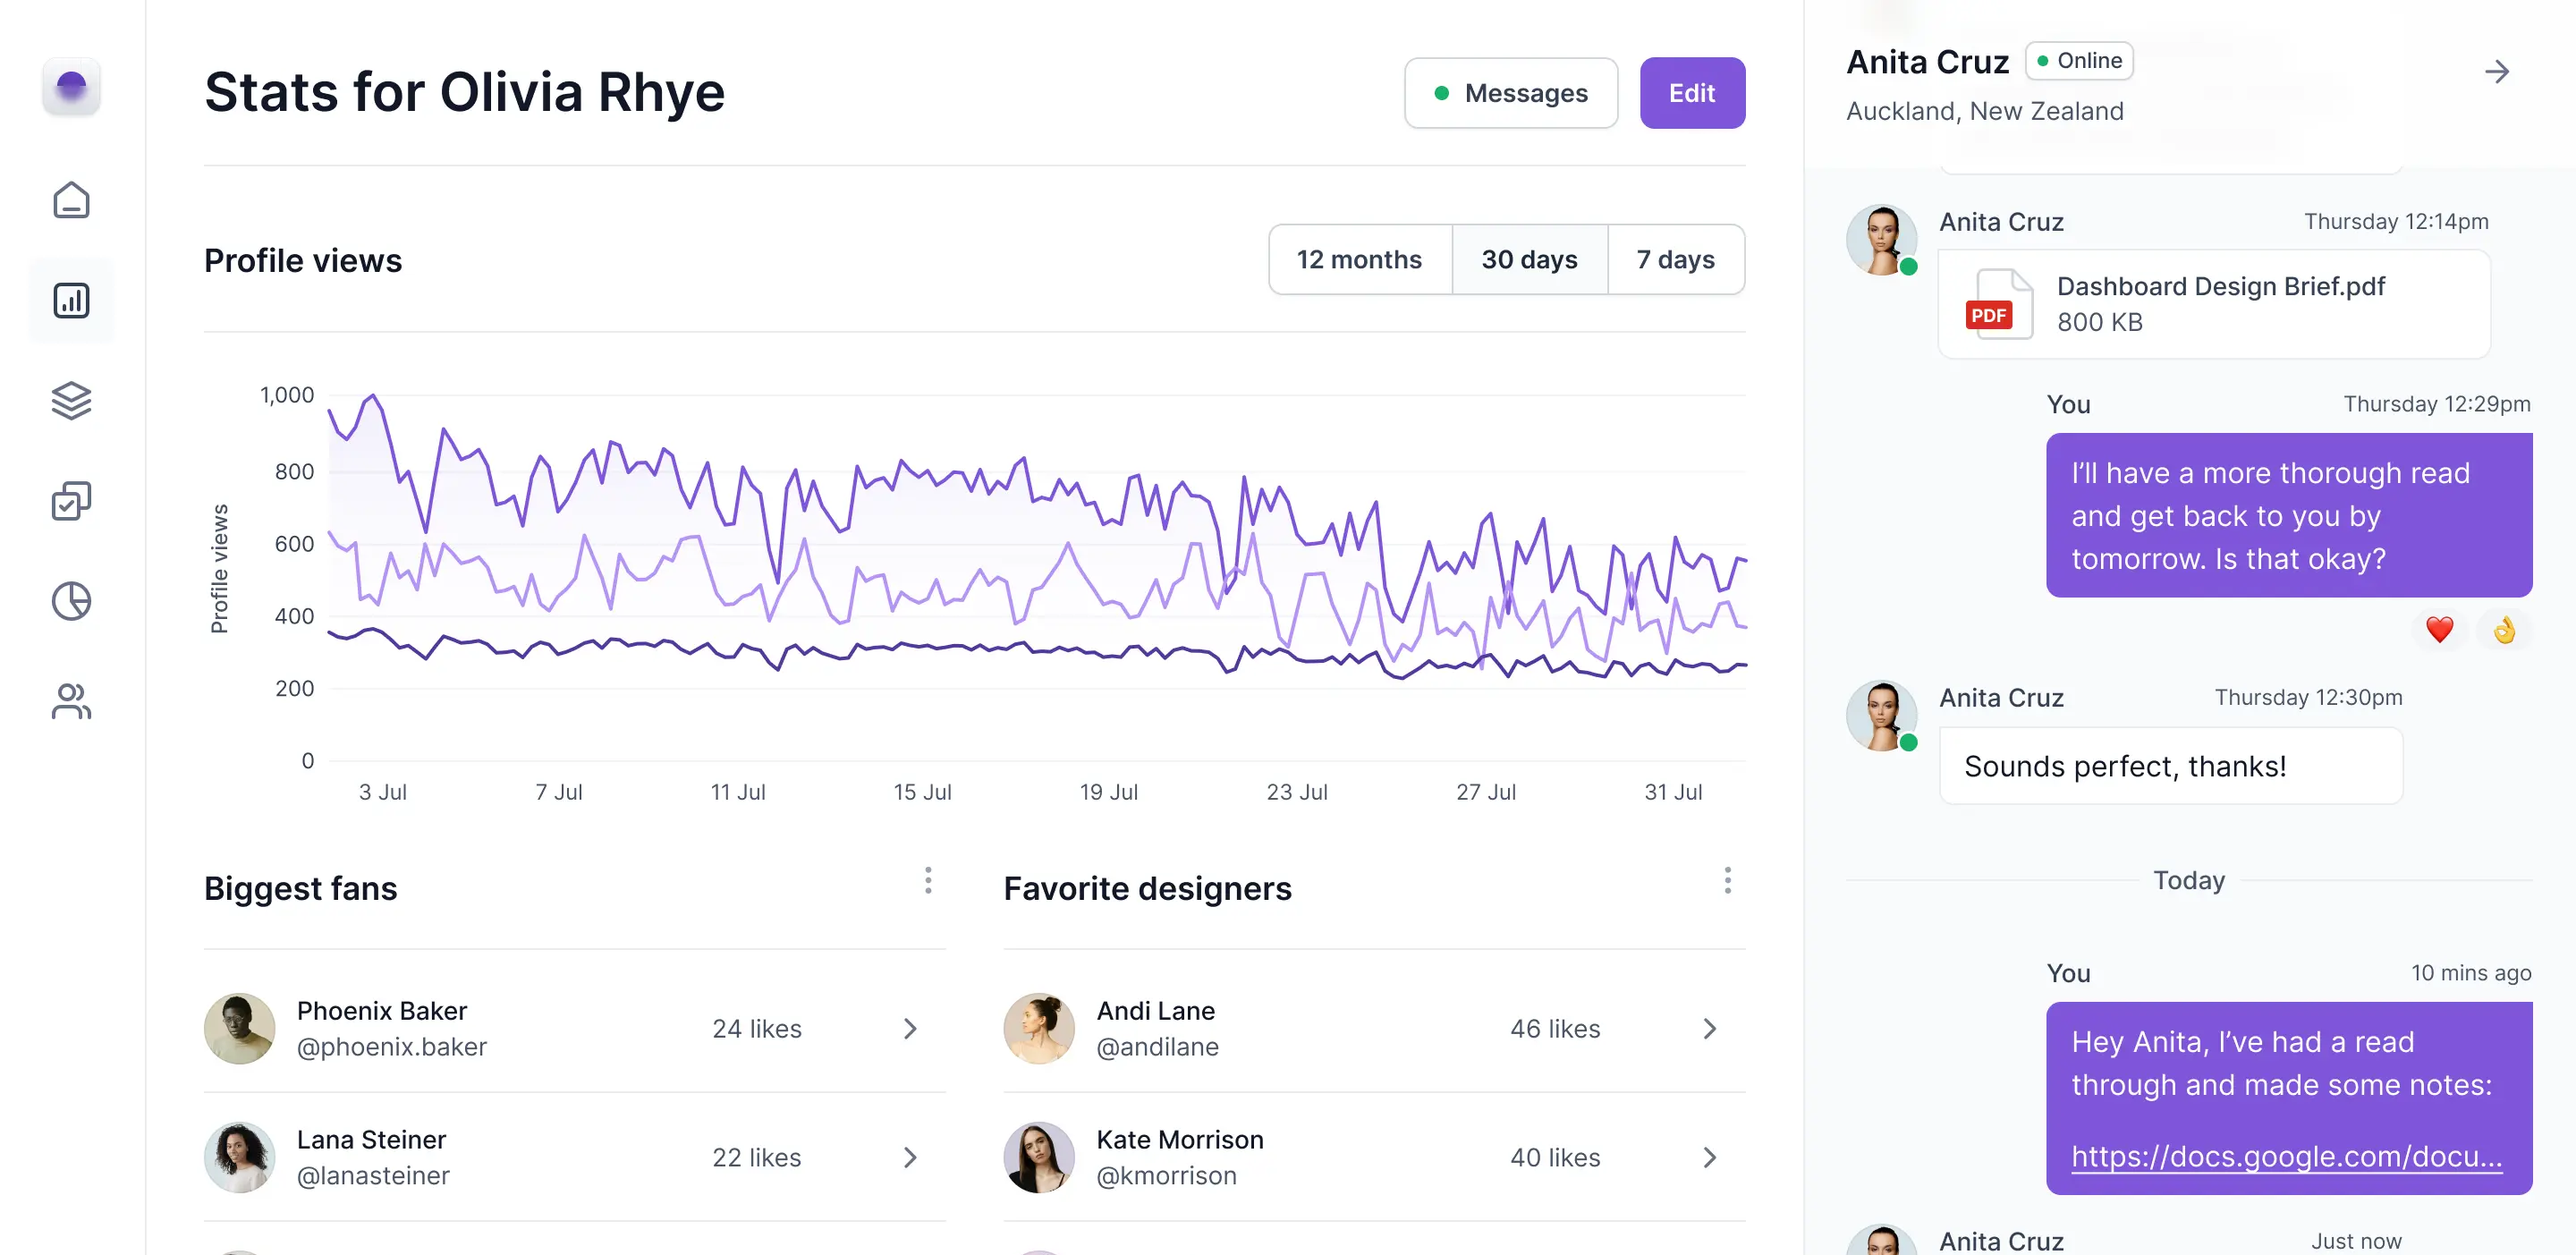 Stats for Olivia Rhye
Messages
Edit
Profile views
12 months
30 days
7 days
Profile views
1,000
800
600
400
200
0
3 Jul
7 Jul
11 Jul
15 Jul
19 Jul
23 Jul
27 Jul
31 Jul
Biggest fans
Phoenix Baker
@phoenix.baker
24 likes
Lana Steiner
@lanasteiner
22 likes
Favorite designers
Andi Lane
@andilane
46 likes
Kate Morrison
@kmorrison
40 likes
Anita Cruz
Online
Auckland, New Zealand
Anita Cruz
Thursday 12:14pm
PDF
Dashboard Design Brief.pdf
800 KB
You
Thursday 12:29pm
I’ll have a more thorough read
and get back to you by
tomorrow. Is that okay?
Anita Cruz
Thursday 12:30pm
Sounds perfect, thanks!
Today
You
10 mins ago
Hey Anita, I’ve had a read
through and made some notes:
https://docs.google.com/docu...
Anita Cruz
Just now